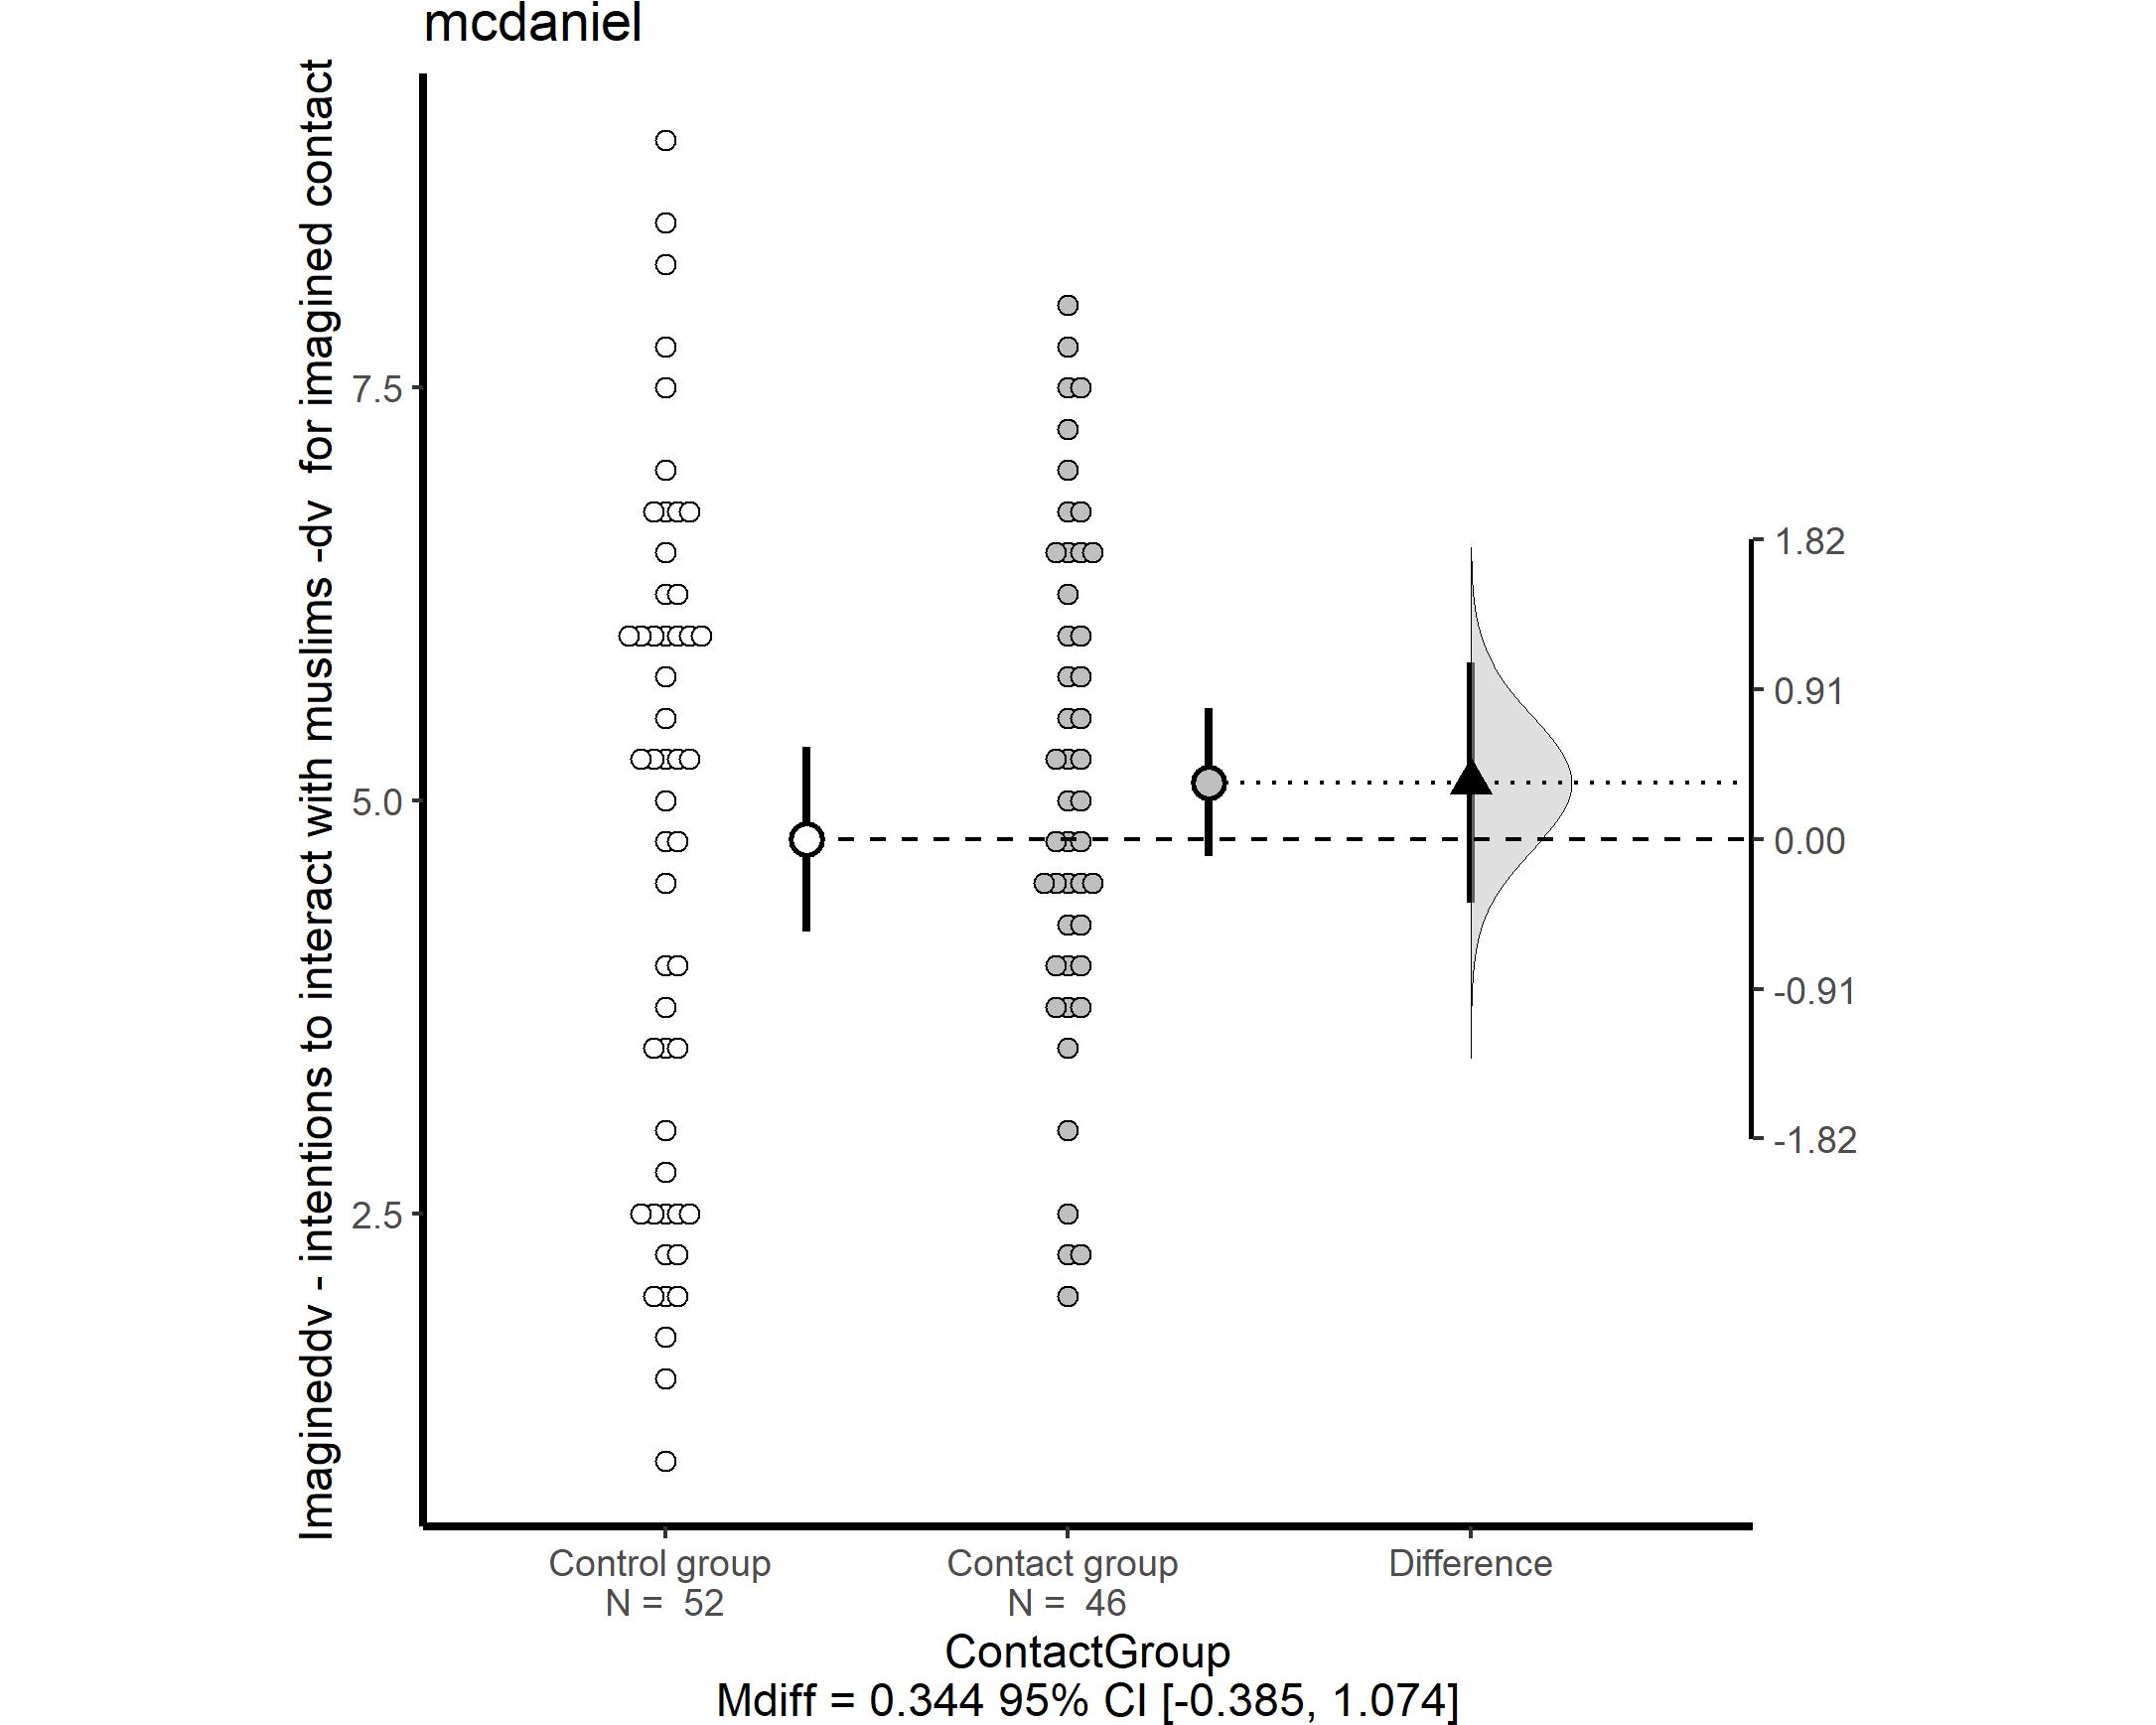 mcdaniel
Imagineddv - intentions to interact with muslims -dv  for imagined contact
7.5
5.0
2.5
1.82
0.91
0.00
-0.91
-1.82
Control group
N =  52
Contact group
N =  46
Difference
ContactGroup
Mdiff = 0.344 95% CI [-0.385, 1.074]